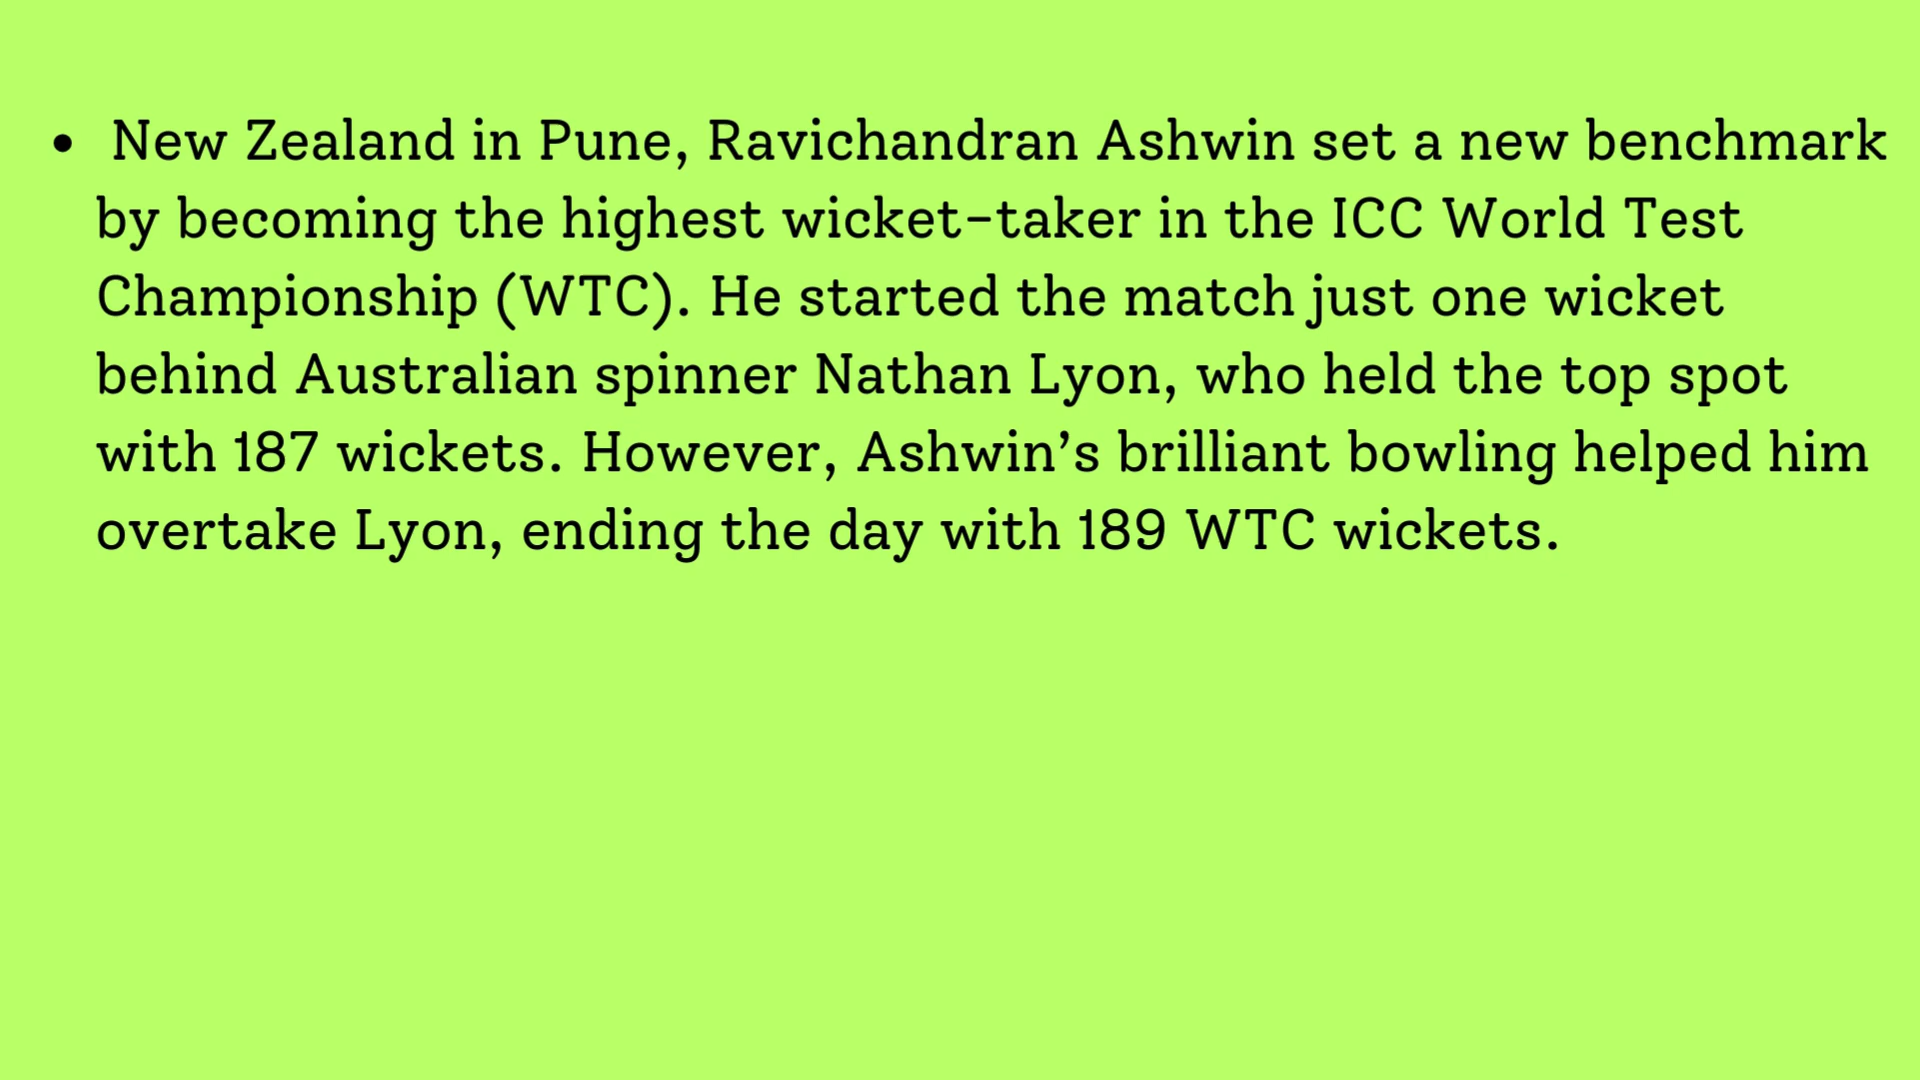 • New Zealand in Pune, Ravichandran Ashwin set a new benchmark
by becoming the highest wicket-taker in the ICC World Test
Championship (WTC). He started the match just one wicket
behind Australian spinner Nathan Lyon, who held the top spot
with 187 wickets. However, Ashwin’s brilliant bowling helped him
overtake Lyon, ending the day with 189 WTC wickets.